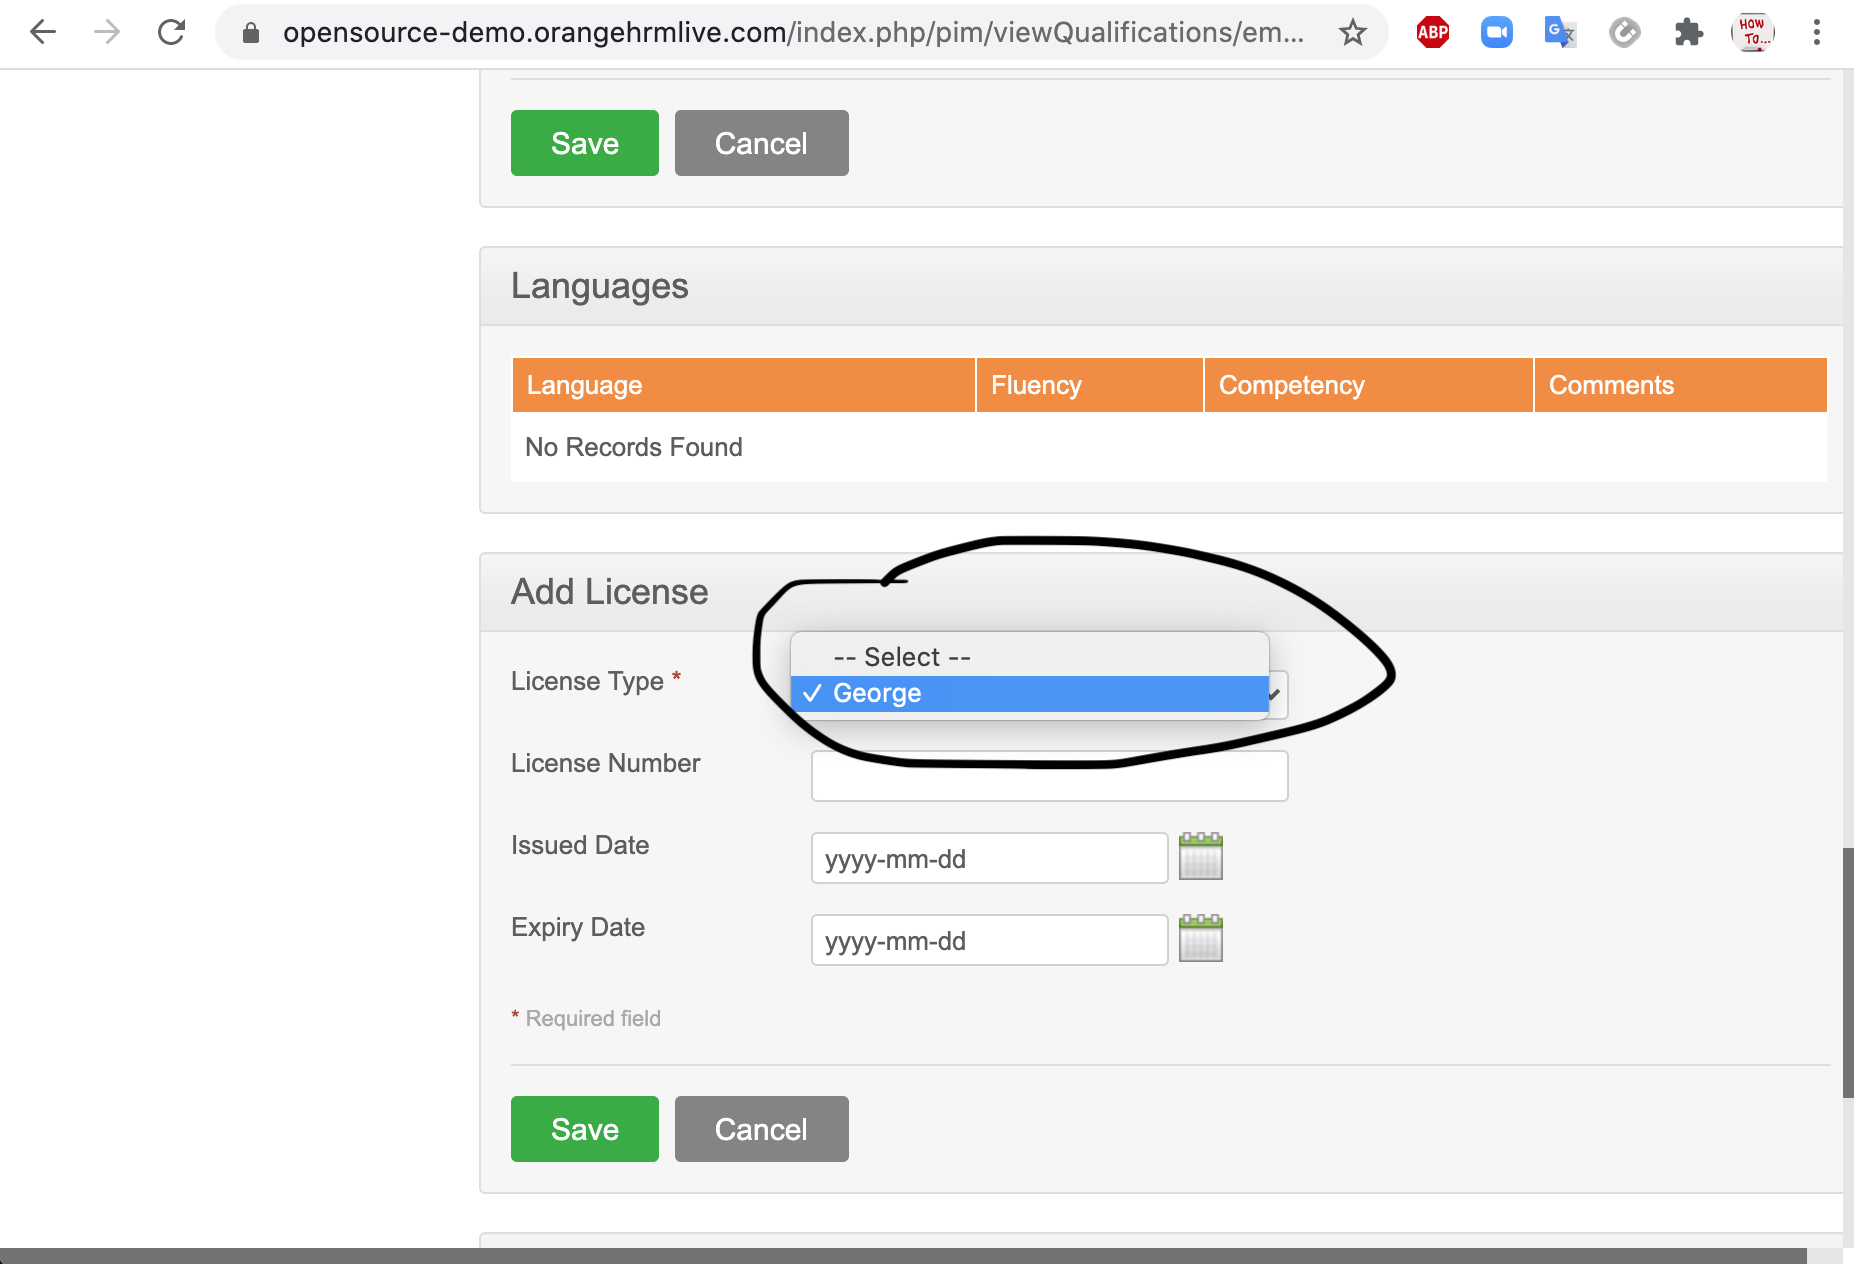 opensource-demo.orangehrmlive.com/index.php/pim/viewQualifications/em...
ABP
G
HOW
To...
Save Cancel
Languages
Language Fluency Competency Comments
No Records Found
Add License
-- Select --
License Type * ✓ George
License Number
Issued Date yyyy-mm-dd
Expiry Date yyyy-mm-dd
* Required field
Save Cancel